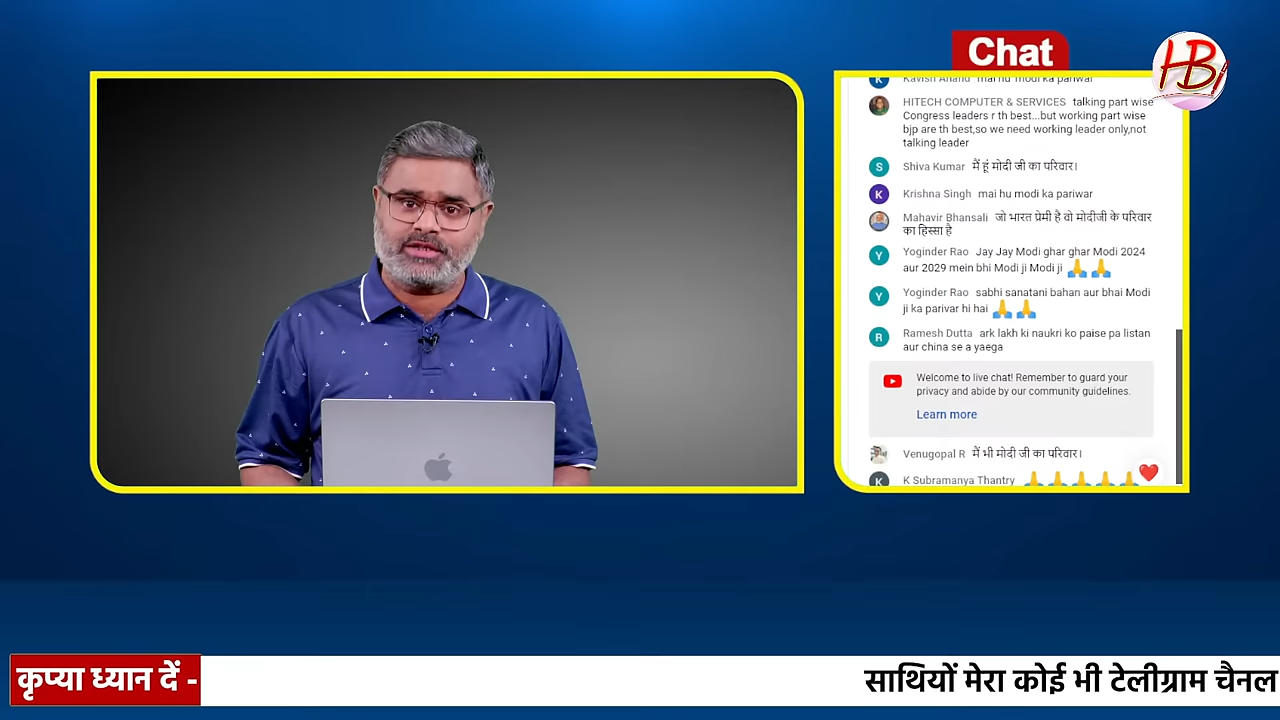 Chat
HB
Kavish Anand mai hu modi ka pariwar
HITECH COMPUTER & SERVICES talking part wise
Congress leaders r th best...but working part wise
bjp are th best,so we need working leader only,not
talking leader
S Shiva Kumar मैं हूं मोदी जी का परिवार।
K Krishna Singh mai hu modi ka pariwar
Mahavir Bhansali जो भारत प्रेमी है वो मोदीजी के परिवार
का हिस्सा है
Y Yoginder Rao Jay Jay Modi ghar ghar Modi 2024
aur 2029 mein bhi Modi ji Modi ji 🙏 🙏
Y Yoginder Rao sabhi sanatani bahan aur bhai Modi
ji ka parivar hi hai 🙏 🙏
R Ramesh Dutta ark lakh ki naukri ko paise pa listan
aur china se a yaega
Welcome to live chat! Remember to guard your
privacy and abide by our community guidelines.
Learn more
Venugopal R मैं भी मोदी जी का परिवार।
K K Subramanya Thantry 🙏 🙏 🙏 🙏 🙏
कृप्या ध्यान दें - साथियों मेरा कोई भी टेलीग्राम चैनल